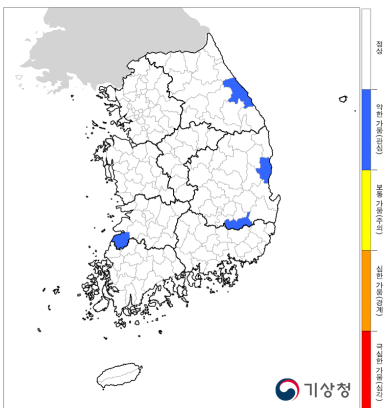 정상
약한 가뭄(관심)
보통 가뭄(주의)
심한 가뭄(경계)
극심한 가뭄(심각)
기상청